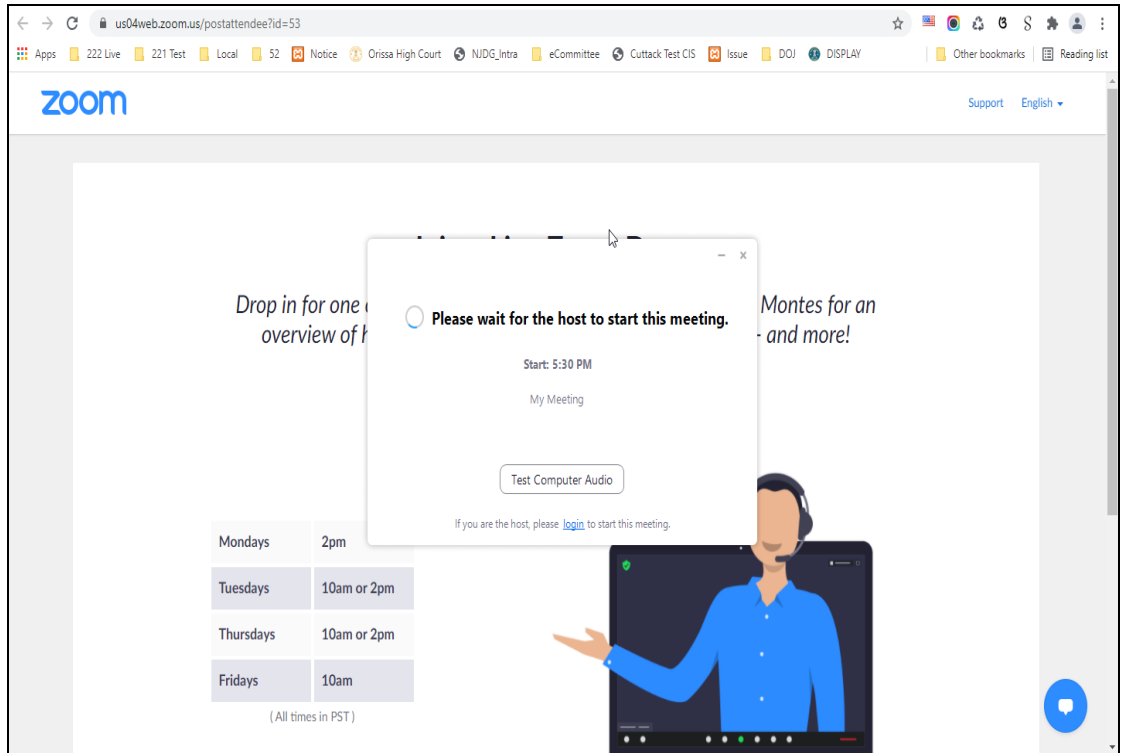 us04web.zoom.us/postattendee?id=53
Apps 222 Live 221 Test Local 52 Notice Orissa High Court NJDG_Intra eCommittee Cuttack Test CIS Issue DOJ DISPLAY Other bookmarks Reading list
zoom Support English
Drop in for one Montes for an
overview of and more!
Please wait for the host to start this meeting.
Start: 5:30 PM
My Meeting
Test Computer Audio
If you are the host, please login to start this meeting.
Mondays 2pm
Tuesdays 10am or 2pm
Thursdays 10am or 2pm
Fridays 10am
( All times in PST )